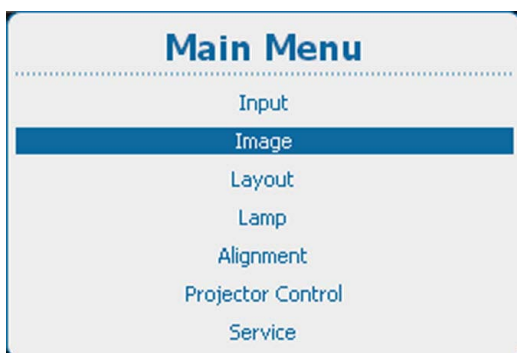 Main Menu
Input
Image
Layout
Lamp
Alignment
Projector Control
Service